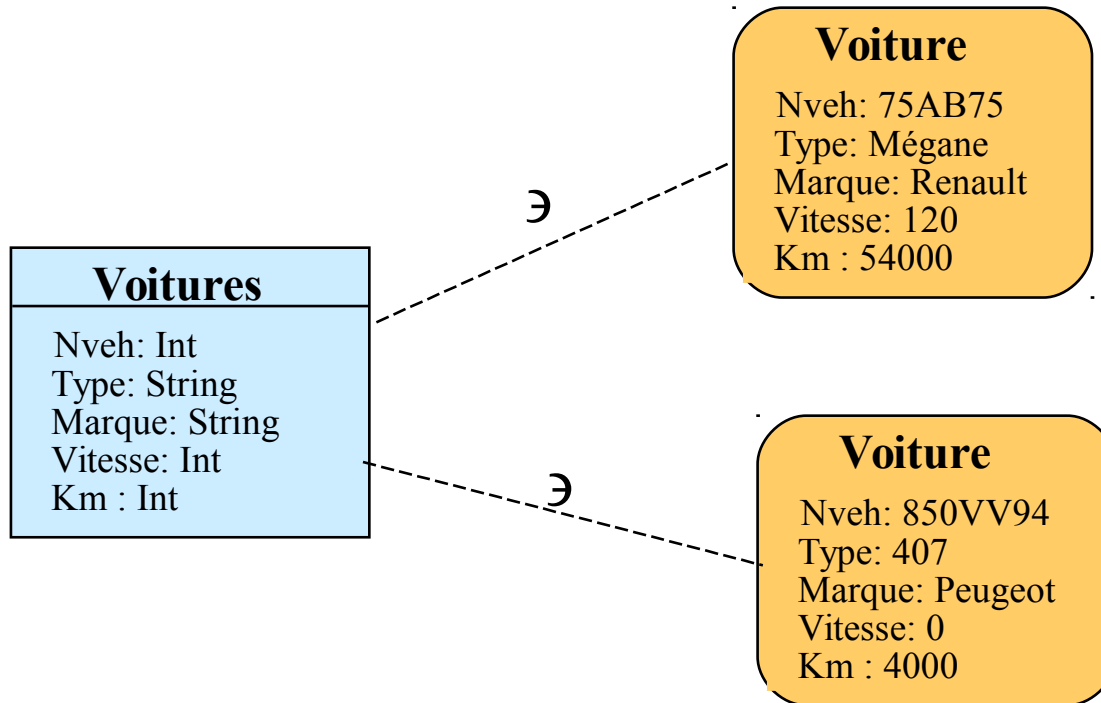 Voitures
Nveh: Int
Type: String
Marque: String
Vitesse: Int
Km : Int
∋
∋
Voiture
Nveh: 75AB75
Type: Mégane
Marque: Renault
Vitesse: 120
Km : 54000
Voiture
Nveh: 850VV94
Type: 407
Marque: Peugeot
Vitesse: 0
Km : 4000